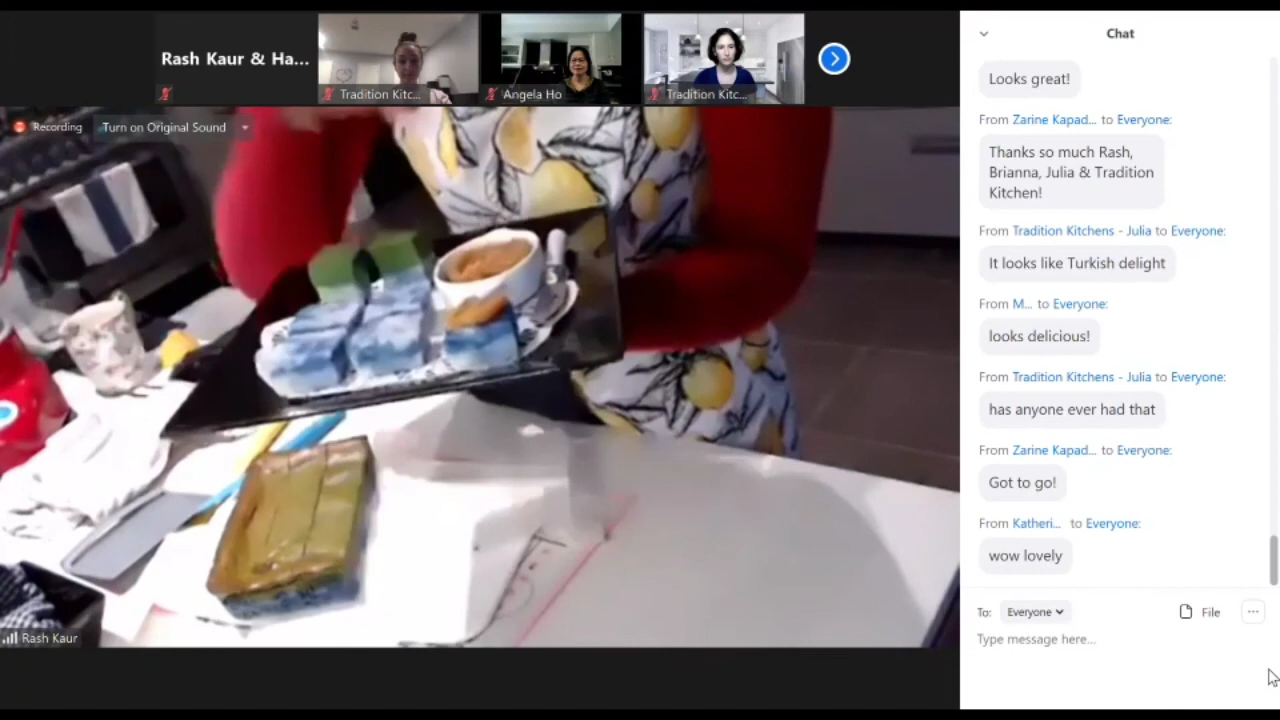 Rash Kaur & Ha...
Tradition Kitc...
Angela Ho
Tradition Kitc...
Recording
Turn on Original Sound
Rash Kaur
Chat
Looks great!
From Zarine Kapad... to Everyone:
Thanks so much Rash,
Brianna, Julia & Tradition
Kitchen!
From Tradition Kitchens - Julia to Everyone:
It looks like Turkish delight
From M... to Everyone:
looks delicious!
From Tradition Kitchens - Julia to Everyone:
has anyone ever had that
From Zarine Kapad... to Everyone:
Got to go!
From Katheri... to Everyone:
wow lovely
To: Everyone File ...
Type message here...